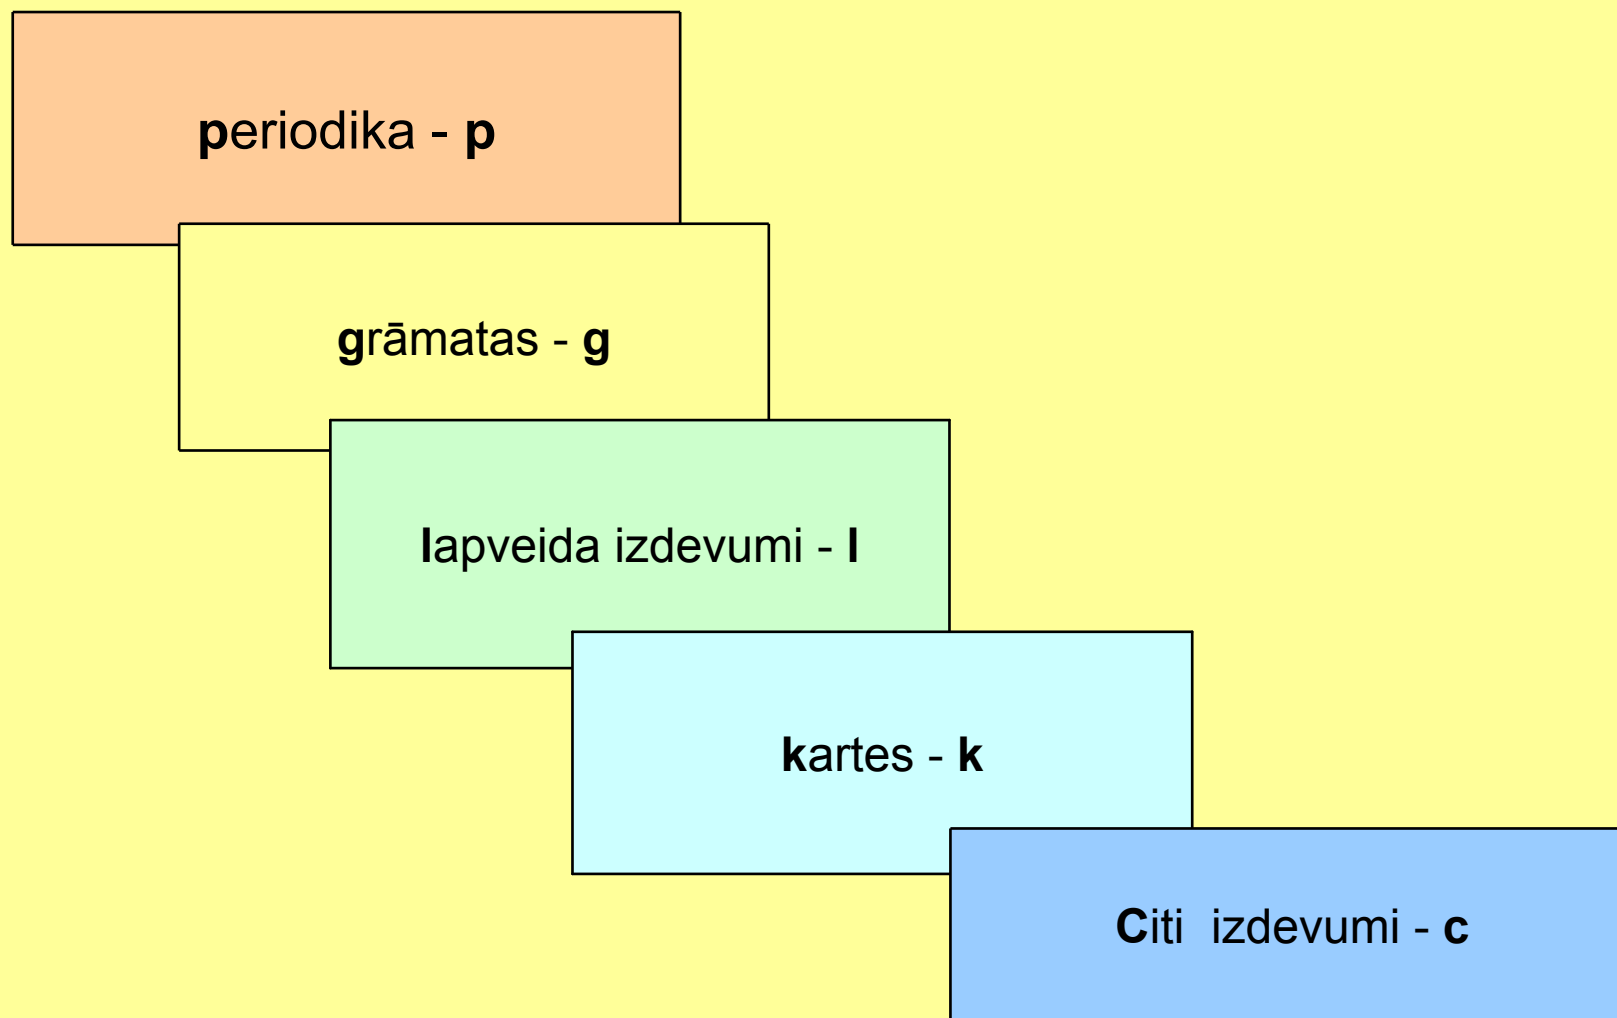 periodika - p
grāmatas - g
lapveida izdevumi - l
kartes - k
Citi izdevumi - c